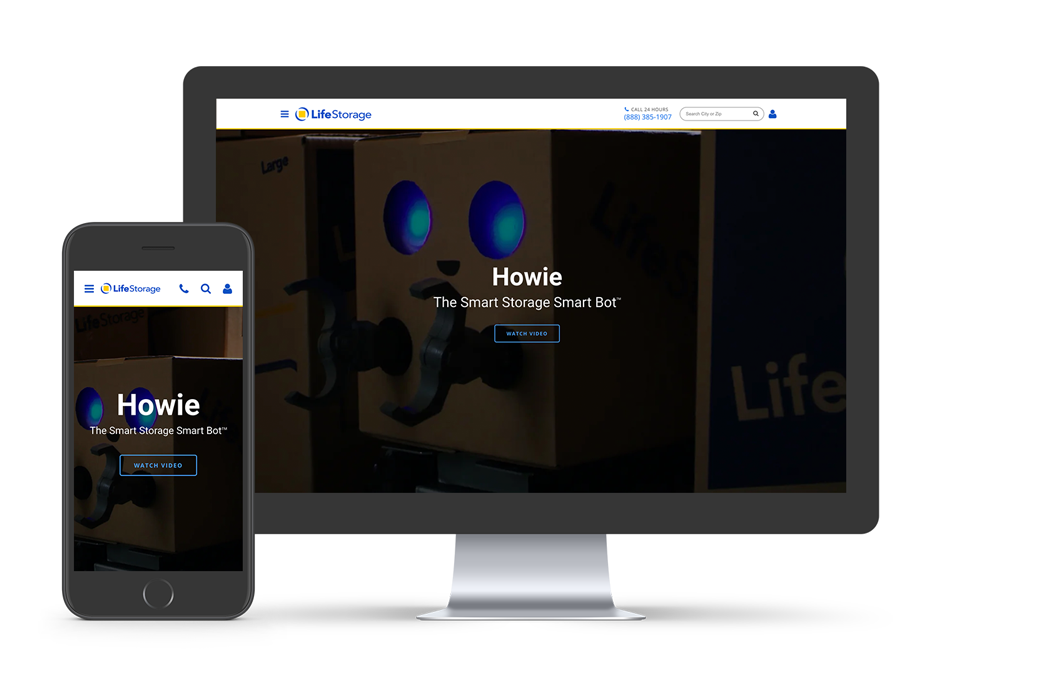 LifeStorage
CALL 24 HOURS
(888) 385-1907
Search City or Zip
Large
Howie
The Smart Storage Smart Bot™
WATCH VIDEO
Life
LifeStorage
LifeStorage
Howie
The Smart Storage Smart Bot™
WATCH VIDEO